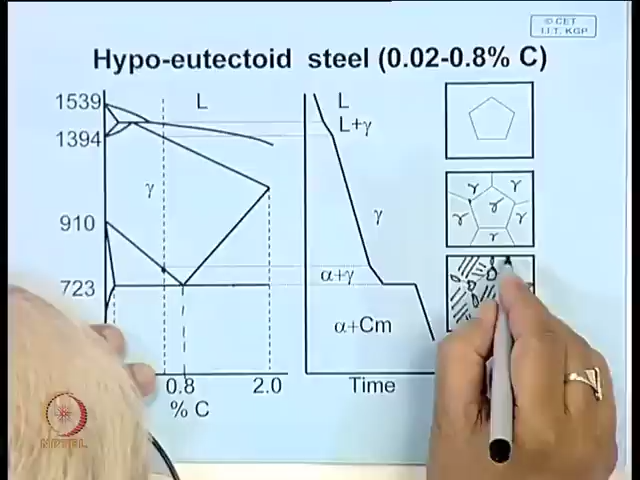 © CET
I.I.T. KGP
Hypo-eutectoid steel (0.02-0.8% C)
1539
L
1394
γ
910
723
0.8
2.0
% C
L
L+γ
γ
α+γ
α+Cm
Time
γ
γ
γ
γ
γ
γ
NPTEL